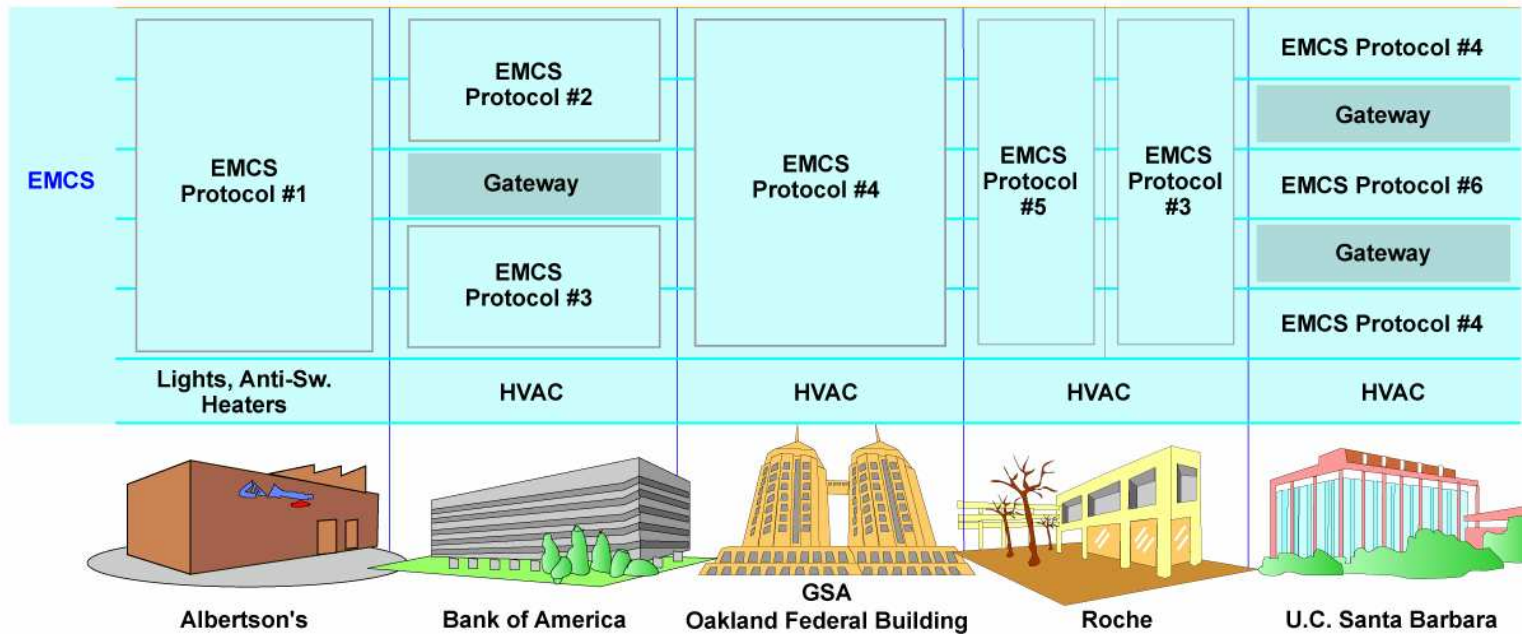 EMCS
EMCS
Protocol #1
EMCS
Protocol #2
Gateway
EMCS
Protocol #3
EMCS
Protocol #4
EMCS
Protocol
#5
EMCS
Protocol
#3
EMCS Protocol #4
Gateway
EMCS Protocol #6
Gateway
EMCS Protocol #4
Lights, Anti-Sw.
Heaters
HVAC
HVAC
HVAC
HVAC
Albertson's
Bank of America
GSA
Oakland Federal Building
Roche
U.C. Santa Barbara